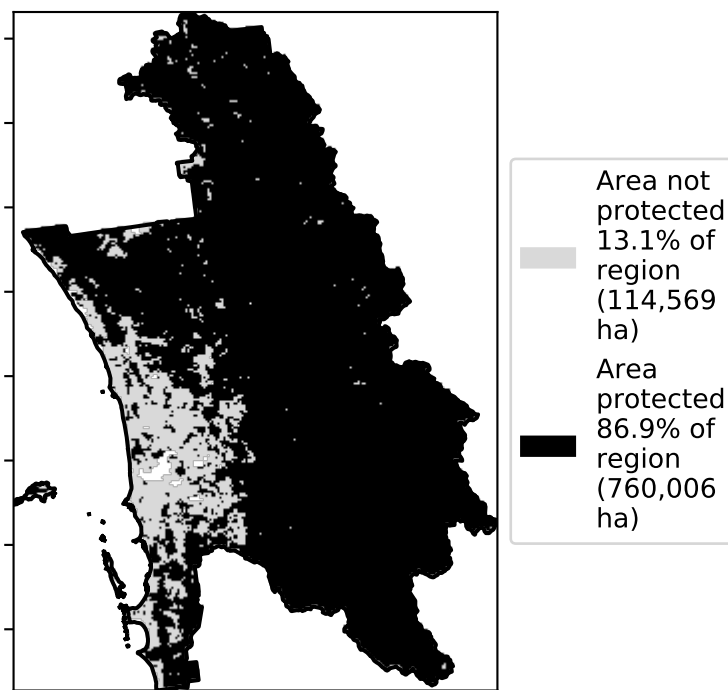 Area not
protected
13.1% of
region
(114,569
ha)
Area
protected
86.9% of
region
(760,006
ha)